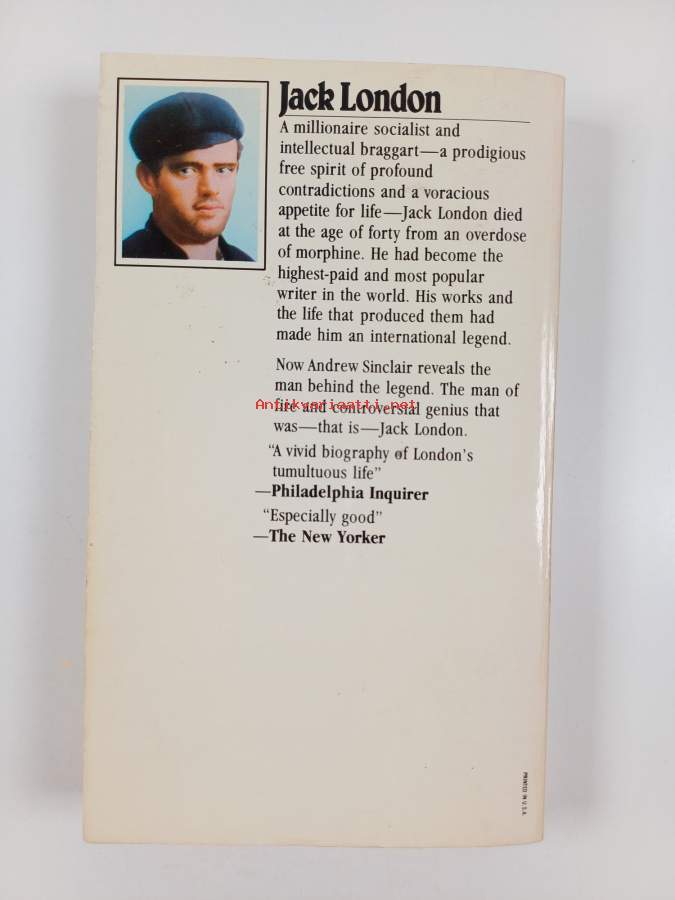 Jack London
A millionaire socialist and
intellectual braggart—a prodigious
free spirit of profound
contradictions and a voracious
appetite for life—Jack London died
at the age of forty from an overdose
of morphine. He had become the
highest-paid and most popular
writer in the world. His works and
the life that produced them had
made him an international legend.
Now Andrew Sinclair reveals the
man behind the legend. The man of
fire and controversial genius that
Antikvariaatti.net
was—that is—Jack London.
“A vivid biography of London’s
tumultuous life”
—Philadelphia Inquirer
“Especially good”
—The New Yorker
PRINTED IN U.S.A.